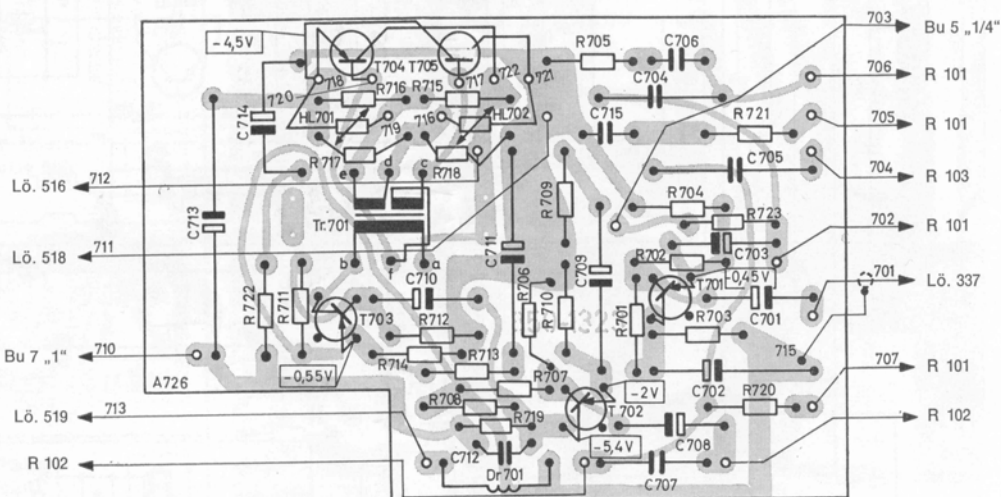 703 Bu 5 „1/4"
-4,5V
T704 T705
R705
C706
718
717
722
721
706
R 101
C704
R716 R715
720
C714
HL701
HL702
719
716
C715
R721
705
R 101
R717
R718
C705
704
R 103
Lö. 516
712
e
d
c
R709
R704
R723
C713
Tr.701
C711
C709
702
R 101
R702
C703
Lö. 518
711
b
f
a
C710
R706
T701
-0,45V
701
Lö. 337
R722
R711
T703
R712
R710
R701
R703
C701
Bu 7 „1"
710
R714
R713
715
707
R 101
A726
-0,55V
R707
-2V
C702
R720
Lö. 519
713
R708
R719
T702
R 102
-5,4V
C708
C712
Dr701
C707
R 102